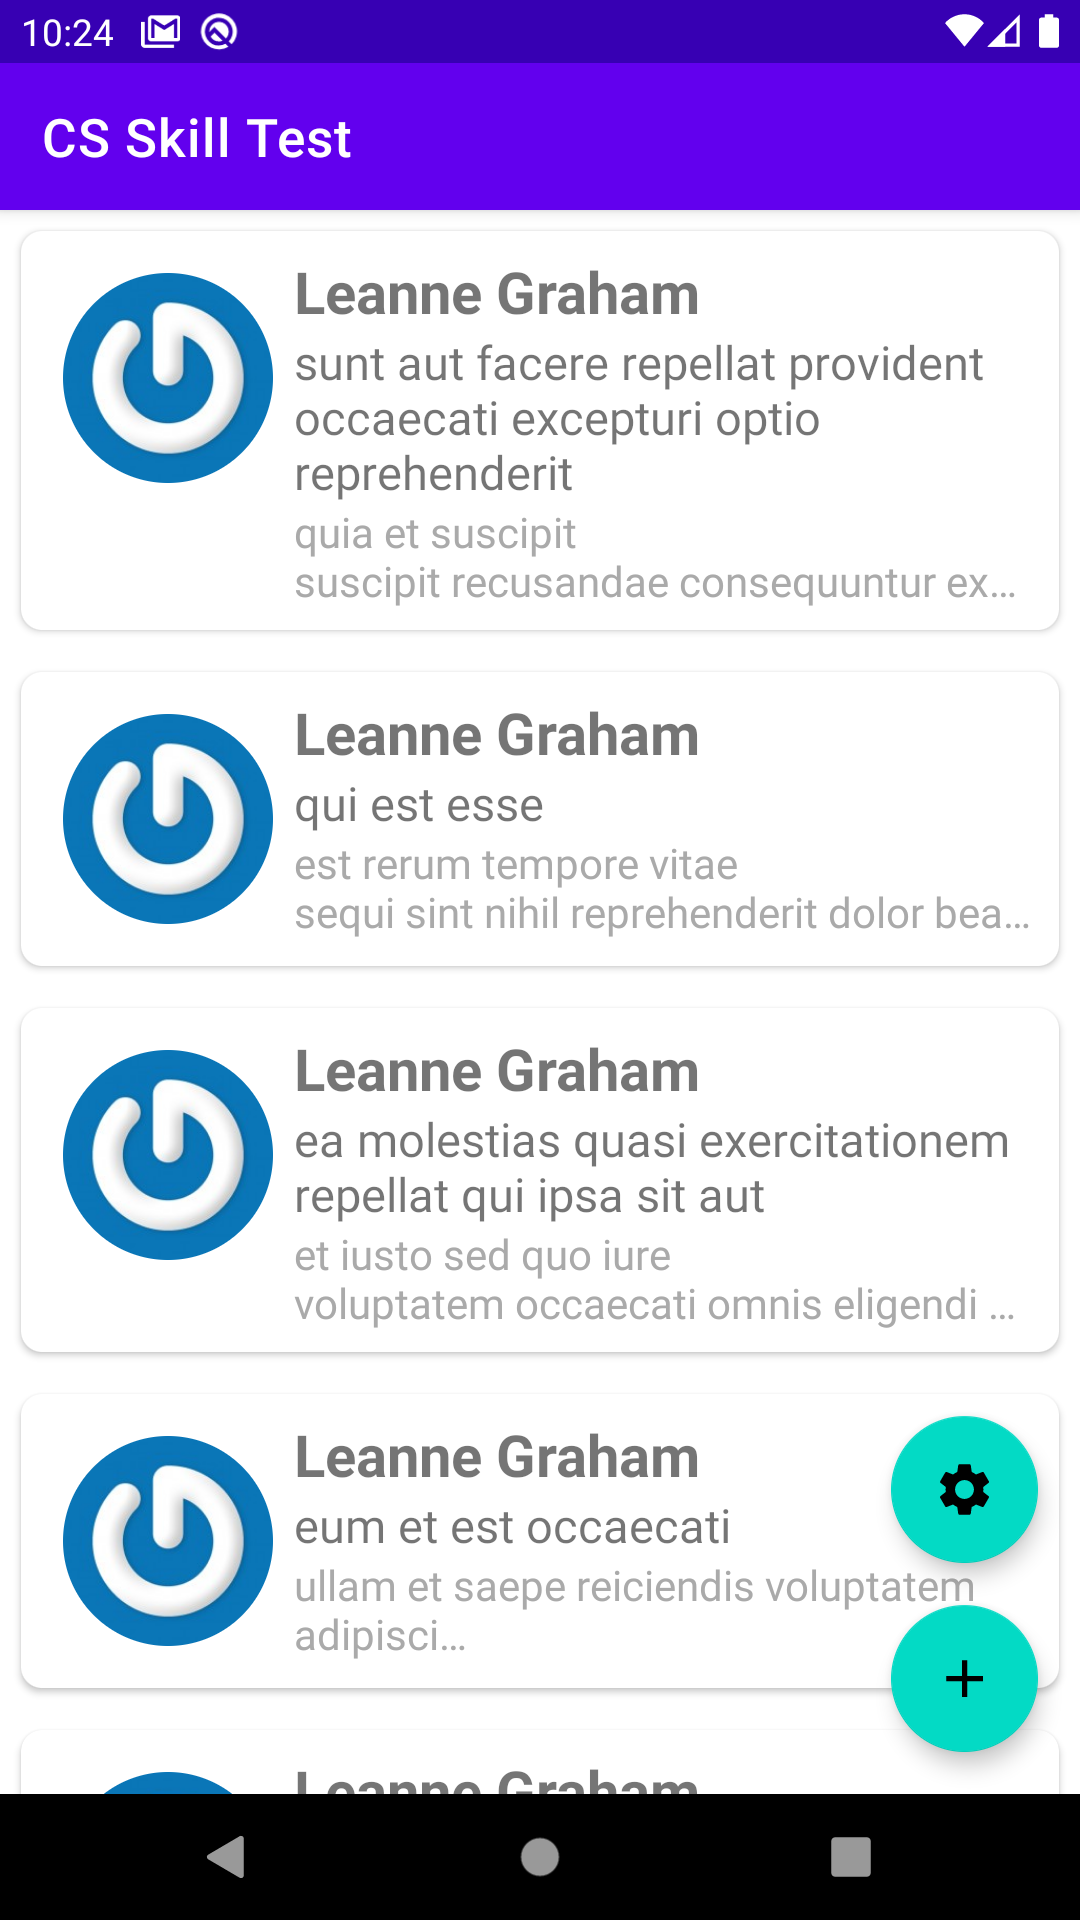 10:24
CS Skill Test
Leanne Graham
sunt aut facere repellat provident
occaecati excepturi optio
reprehenderit
quia et suscipit
suscipit recusandae consequuntur ex...
Leanne Graham
qui est esse
est rerum tempore vitae
sequi sint nihil reprehenderit dolor bea...
Leanne Graham
ea molestias quasi exercitationem
repellat qui ipsa sit aut
et iusto sed quo iure
voluptatem occaecati omnis eligendi ...
Leanne Graham
eum et est occaecati
ullam et saepe reiciendis voluptatem
adipisci...
Leanne Graham